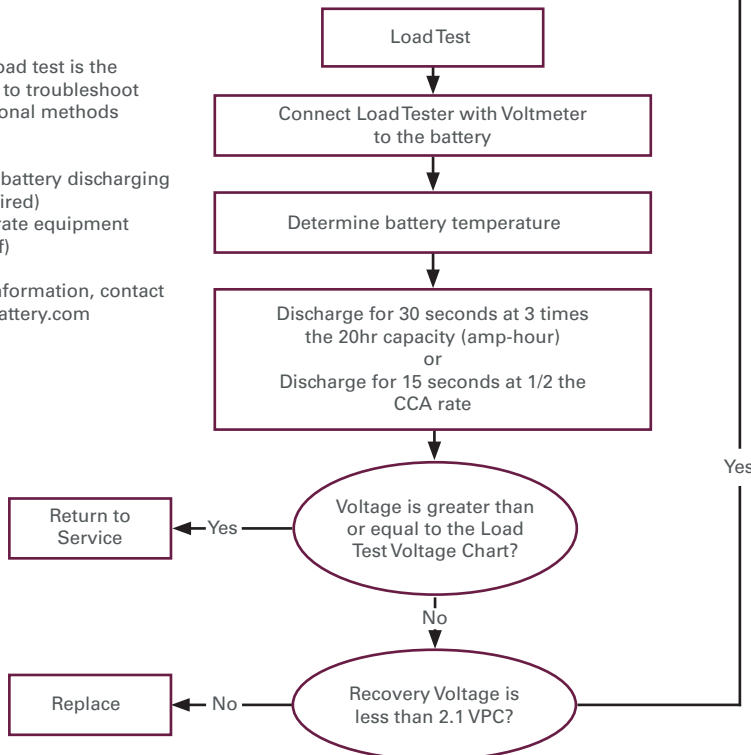 Load Test
oad test is the
to troubleshoot
onal methods
Connect Load Tester with Voltmeter
to the battery
battery discharging
ired)
rate equipment
f)
Determine battery temperature
nformation, contact
attery.com
Discharge for 30 seconds at 3 times
the 20hr capacity (amp-hour)
or
Discharge for 15 seconds at 1/2 the
CCA rate
Yes
Voltage is greater than
or equal to the Load
Test Voltage Chart?
Yes
Return to
Service
No
Recovery Voltage is
less than 2.1 VPC?
No
Replace